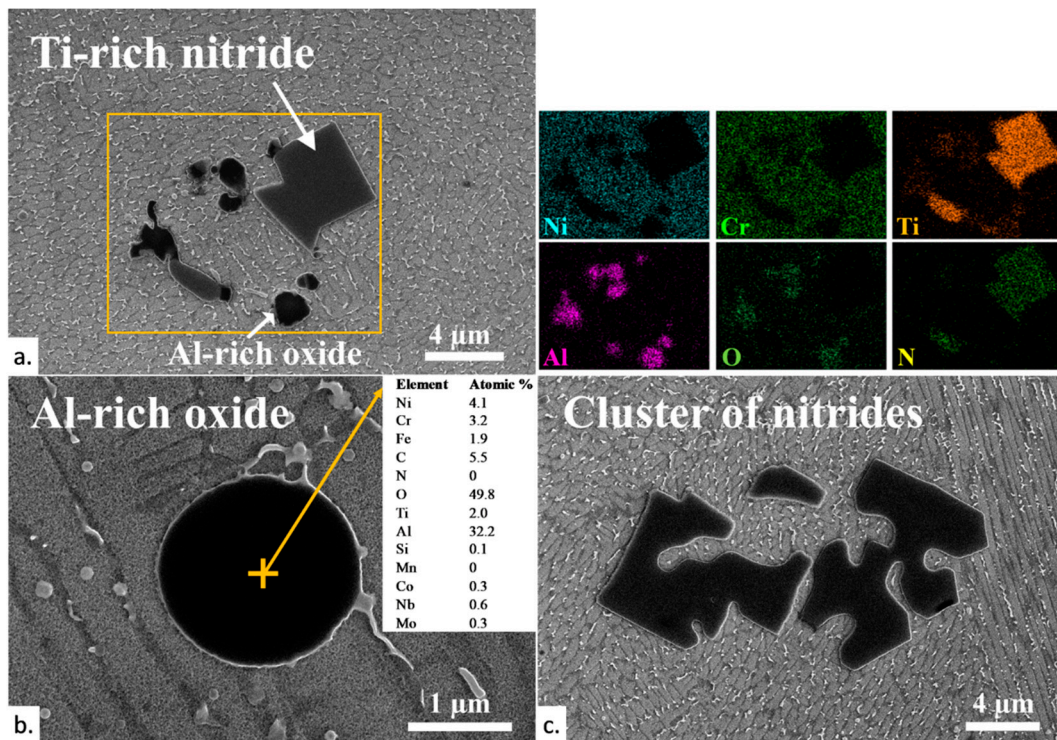 Ti-rich nitride
Al-rich oxide
4 µm
a.
Ni
Cr
Ti
Al
O
N
Al-rich oxide
Element Atomic %
Ni 4.1
Cr 3.2
Fe 1.9
C 5.5
N 0
O 49.8
Ti 2.0
Al 32.2
Si 0.1
Mn 0
Co 0.3
Nb 0.6
Mo 0.3
1 µm
b.
Cluster of nitrides
4 µm
c.